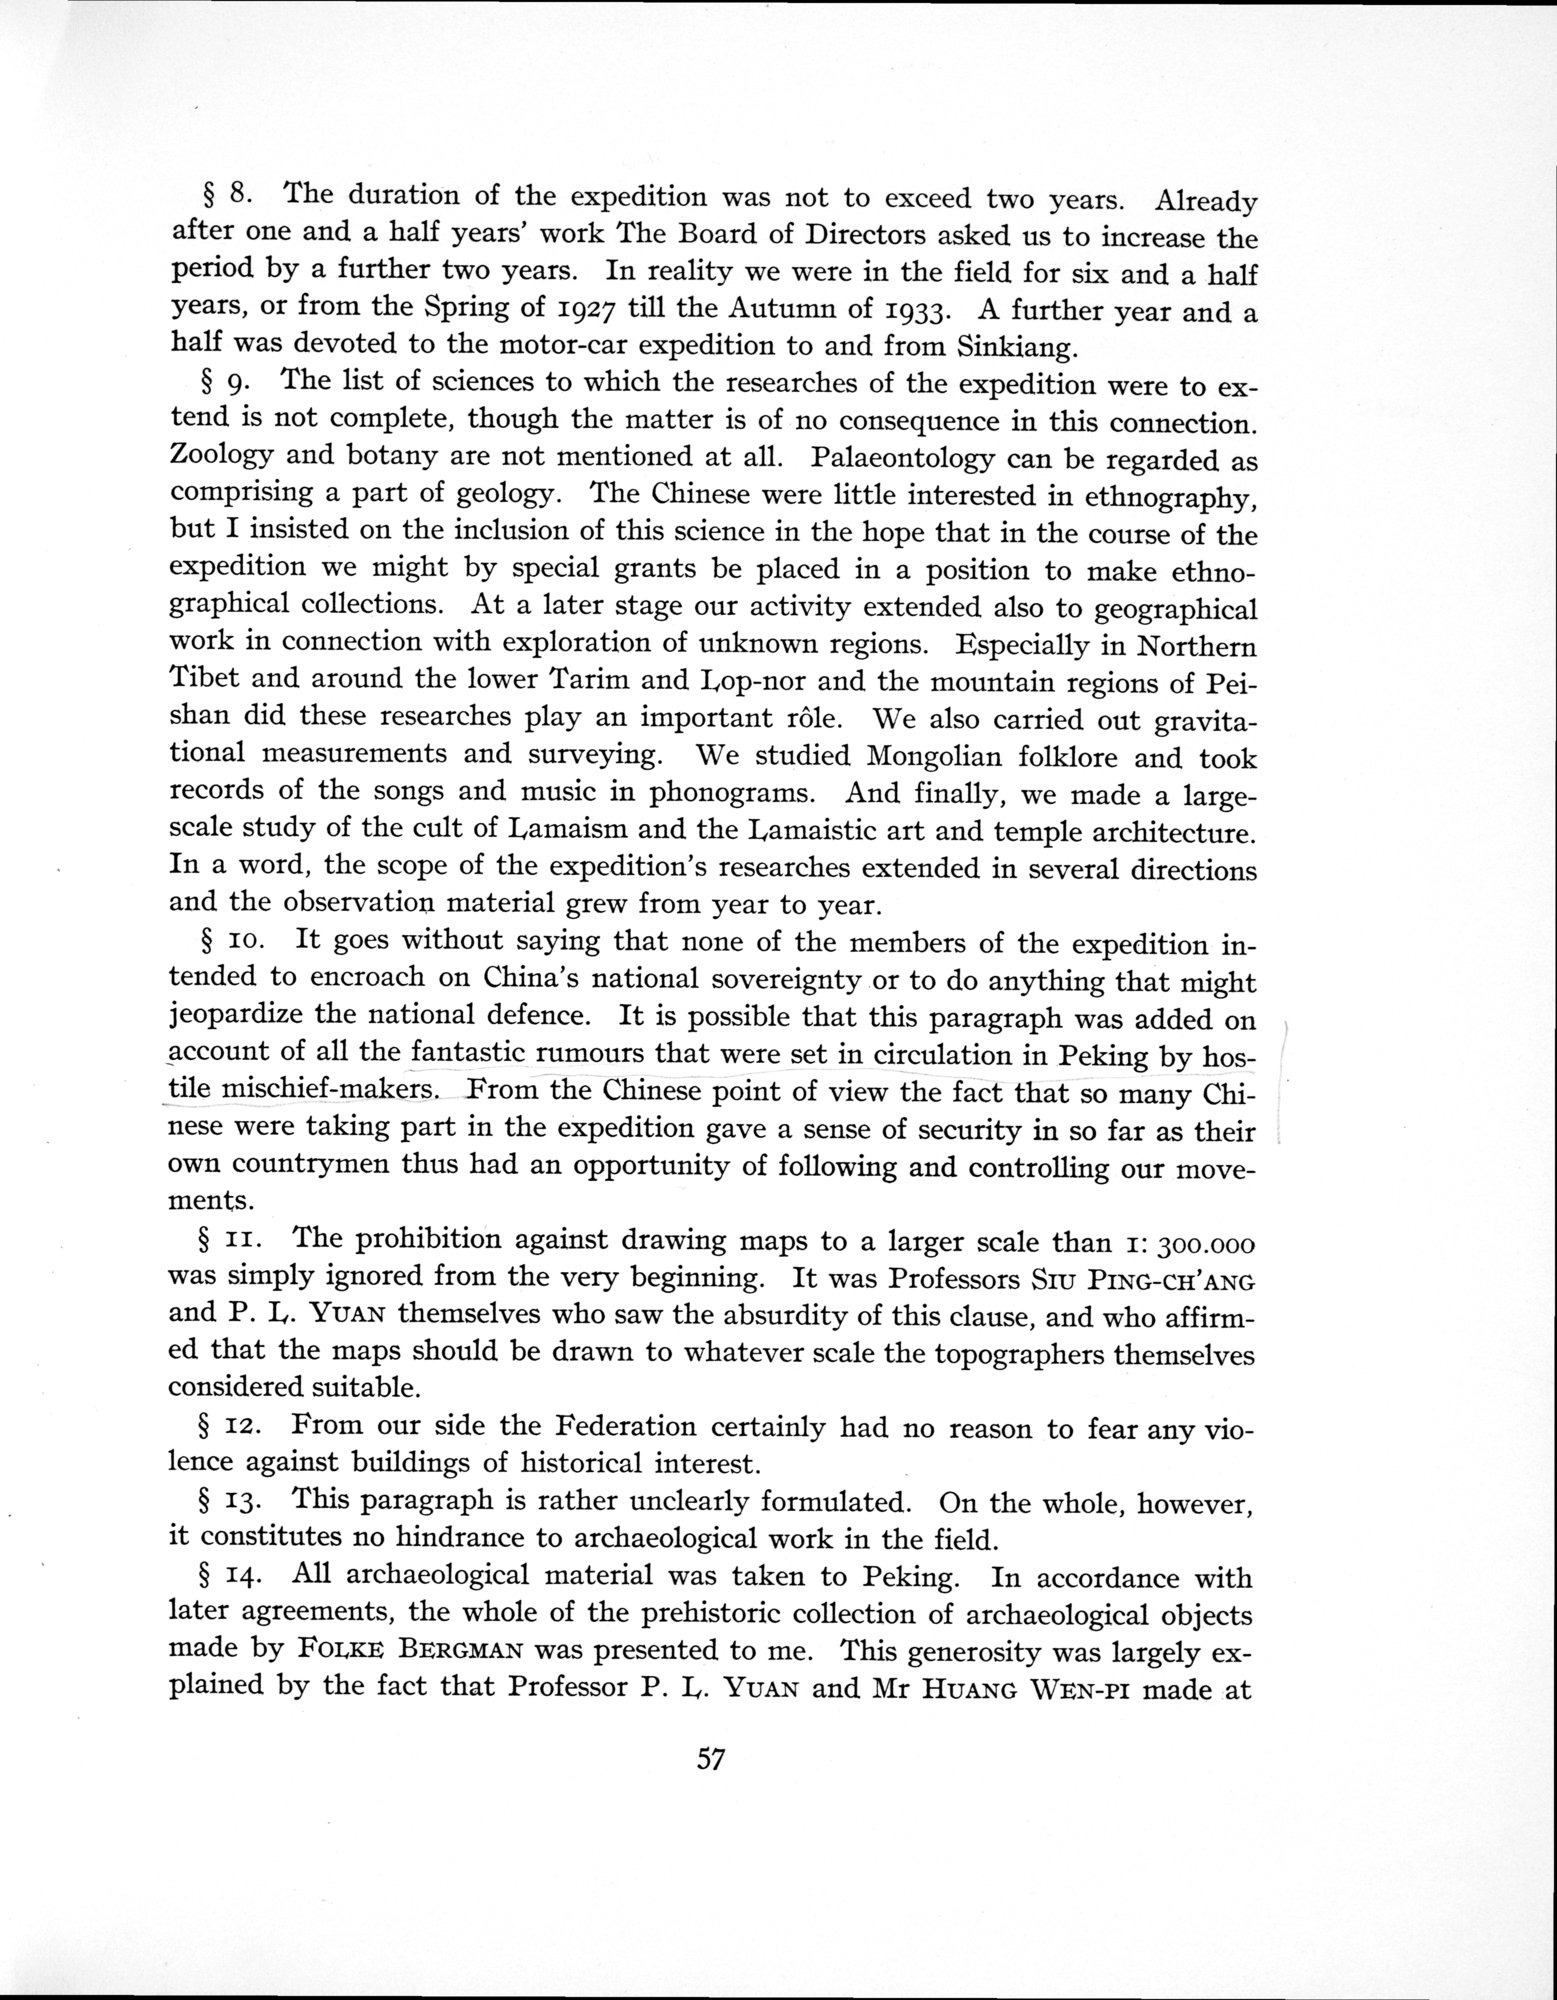 § 8. The duration of the expedition was not to exceed two years. Already
after one and a half years' work The Board of Directors asked us to increase the
period by a further two years. In reality we were in the field for six and a half
years, or from the Spring of 1927 till the Autumn of 1933. A further year and a
half was devoted to the motor-car expedition to and from Sinkiang.
§ 9. The list of sciences to which the researches of the expedition were to ex-
tend is not complete, though the matter is of no consequence in this connection.
Zoology and botany are not mentioned at all. Palaeontology can be regarded as
comprising a part of geology. The Chinese were little interested in ethnography,
but I insisted on the inclusion of this science in the hope that in the course of the
expedition we might by special grants be placed in a position to make ethno-
graphical collections. At a later stage our activity extended also to geographical
work in connection with exploration of unknown regions. Especially in Northern
Tibet and around the lower Tarim and Lop-nor and the mountain regions of Pei-
shan did these researches play an important rôle. We also carried out gravita-
tional measurements and surveying. We studied Mongolian folklore and took
records of the songs and music in phonograms. And finally, we made a large-
scale study of the cult of Lamaism and the Lamaistic art and temple architecture.
In a word, the scope of the expedition's researches extended in several directions
and the observation material grew from year to year.
§ 10. It goes without saying that none of the members of the expedition in-
tended to encroach on China's national sovereignty or to do anything that might
jeopardize the national defence. It is possible that this paragraph was added on
account of all the fantastic rumours that were set in circulation in Peking by hos-
tile mischief-makers. From the Chinese point of view the fact that so many Chi-
nese were taking part in the expedition gave a sense of security in so far as their
own countrymen thus had an opportunity of following and controlling our move-
ments.
§ 11. The prohibition against drawing maps to a larger scale than 1: 300.000
was simply ignored from the very beginning. It was Professors SIU PING-CH'ANG
and P. L. YUAN themselves who saw the absurdity of this clause, and who affirm-
ed that the maps should be drawn to whatever scale the topographers themselves
considered suitable.
§ 12. From our side the Federation certainly had no reason to fear any vio-
lence against buildings of historical interest.
§ 13. This paragraph is rather unclearly formulated. On the whole, however,
it constitutes no hindrance to archaeological work in the field.
§ 14. All archaeological material was taken to Peking. In accordance with
later agreements, the whole of the prehistoric collection of archaeological objects
made by FOLKE BERGMAN was presented to me. This generosity was largely ex-
plained by the fact that Professor P. L. YUAN and Mr HUANG WEN-PI made at
57